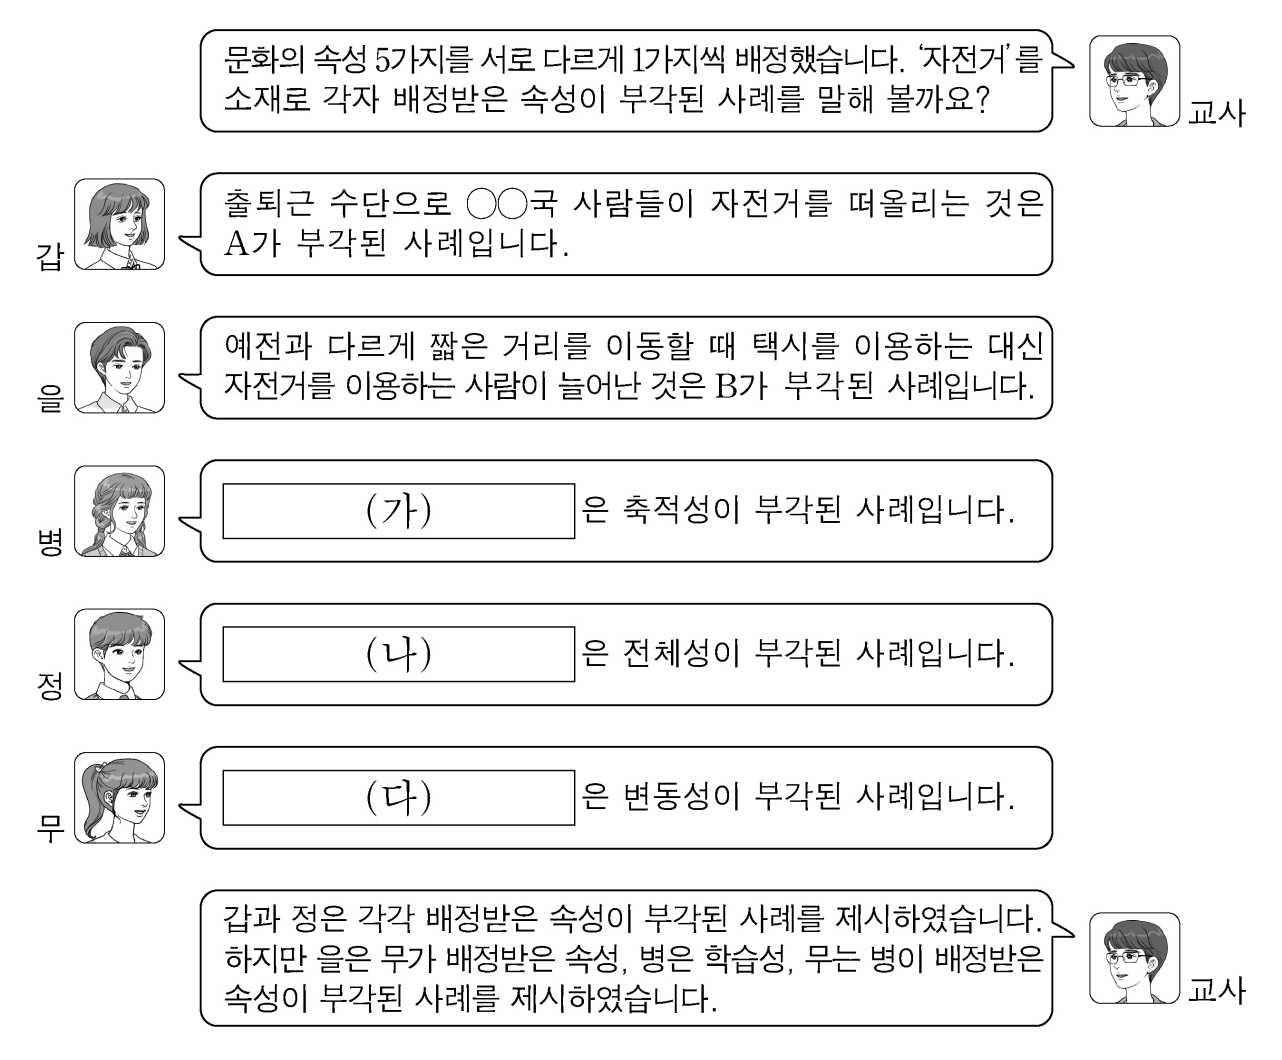 문화의 속성 5가지를 서로 다르게 1가지씩 배정했습니다. ‘자전거’를
소재로 각자 배정받은 속성이 부각된 사례를 말해 볼까요?
교사
출퇴근 수단으로 ○○국 사람들이 자전거를 떠올리는 것은
A가 부각된 사례입니다.
갑
예전과 다르게 짧은 거리를 이동할 때 택시를 이용하는 대신
자전거를 이용하는 사람이 늘어난 것은 B가 부각된 사례입니다.
을
(가) 은 축적성이 부각된 사례입니다.
병
(나) 은 전체성이 부각된 사례입니다.
정
(다) 은 변동성이 부각된 사례입니다.
무
갑과 정은 각각 배정받은 속성이 부각된 사례를 제시하였습니다.
하지만 을은 무가 배정받은 속성, 병은 학습성, 무는 병이 배정받은
속성이 부각된 사례를 제시하였습니다.
교사